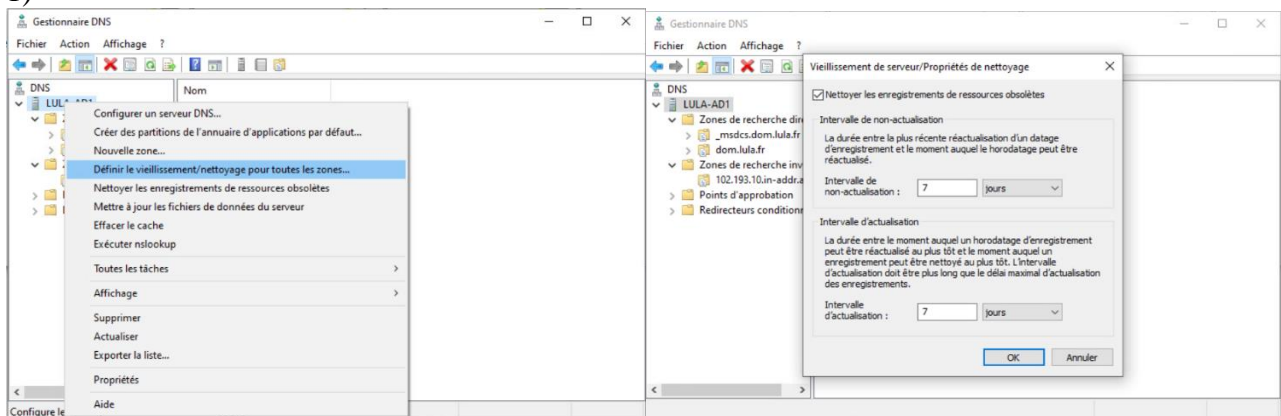 Gestionnaire DNS
Fichier Action Affichage ?
DNS
Nom
LULA-AD1
Configurer un serveur DNS...
Créer des partitions de l'annuaire d'applications par défaut...
Nouvelle zone...
Définir le vieillissement/nettoyage pour toutes les zones...
Nettoyer les enregistrements de ressources obsolètes
Mettre à jour les fichiers de données du serveur
Effacer le cache
Exécuter nslookup
Toutes les tâches
Affichage
Supprimer
Actualiser
Exporter la liste...
Propriétés
Aide
Configure le
Gestionnaire DNS
Fichier Action Affichage ?
DNS
LULA-AD1
Zones de recherche dire
_msdcs.dom.lula.fr
dom.lula.fr
Zones de recherche inv
102.193.10.in-addr.a
Points d'approbation
Redirecteurs conditionn
Vieillissement de serveur/Propriétés de nettoyage
Nettoyer les enregistrements de ressources obsolètes
Intervalle de non-actualisation
La durée entre la plus récente réactualisation d'un datage
d'enregistrement et le moment auquel le horodatage peut être
réactualisé.
Intervalle de
non-actualisation :
7 jours
Intervalle d'actualisation
La durée entre le moment auquel un horodatage d'enregistrement
peut être réactualisé au plus tôt et le moment auquel un
enregistrement peut être nettoyé au plus tôt. L'intervalle
d'actualisation doit être plus long que le délai maximal d'actualisation
des enregistrements.
Intervalle
d'actualisation :
7 jours
OK Annuler